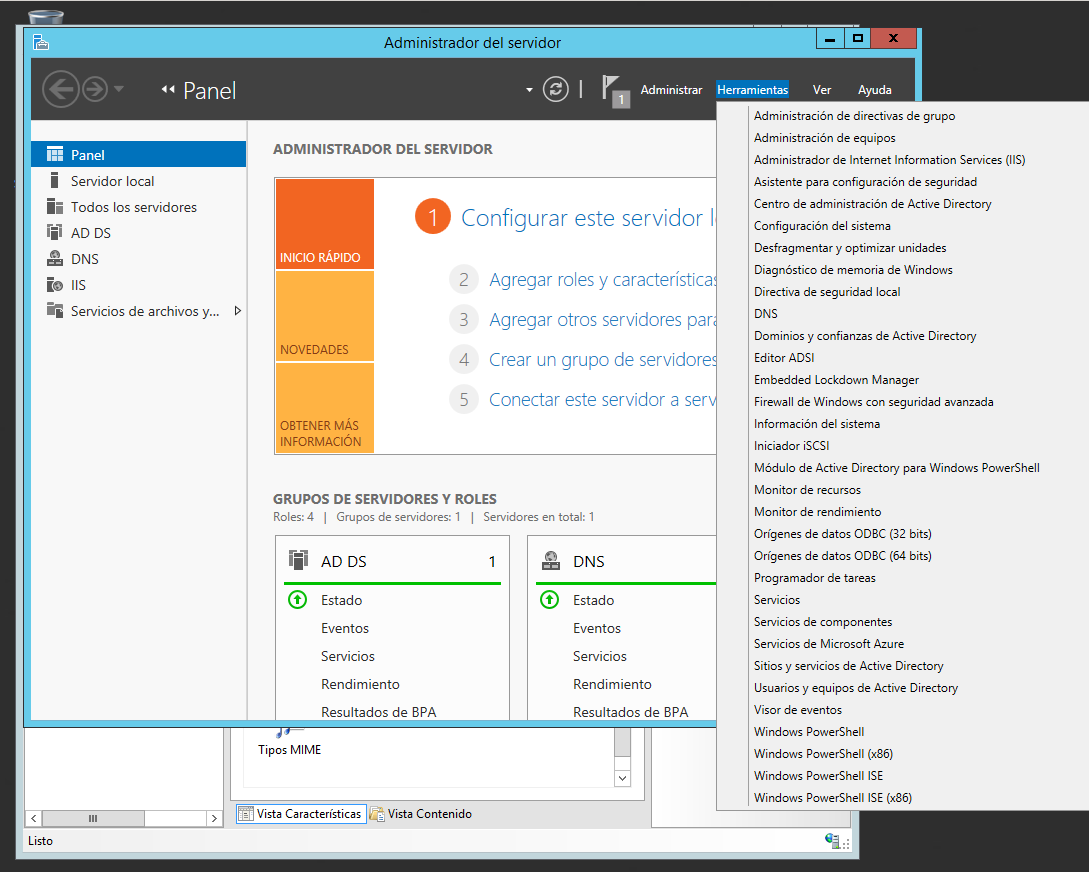 Administrador del servidor
Panel
1
Administrar
Herramientas
Ver
Ayuda
Panel
Servidor local
Todos los servidores
AD DS
DNS
IIS
Servicios de archivos y...
ADMINISTRADOR DEL SERVIDOR
INICIO RÁPIDO
NOVEDADES
OBTENER MÁS
INFORMACIÓN
1 Configurar este servidor l
2 Agregar roles y características
3 Agregar otros servidores para
4 Crear un grupo de servidores
5 Conectar este servidor a serv
GRUPOS DE SERVIDORES Y ROLES
Roles: 4 | Grupos de servidores: 1 | Servidores en total: 1
AD DS 1
Estado
Eventos
Servicios
Rendimiento
Resultados de BPA
DNS
Estado
Eventos
Servicios
Rendimiento
Resultados de BPA
Administración de directivas de grupo
Administración de equipos
Administrador de Internet Information Services (IIS)
Asistente para configuración de seguridad
Centro de administración de Active Directory
Configuración del sistema
Desfragmentar y optimizar unidades
Diagnóstico de memoria de Windows
Directiva de seguridad local
DNS
Dominios y confianzas de Active Directory
Editor ADSI
Embedded Lockdown Manager
Firewall de Windows con seguridad avanzada
Información del sistema
Iniciador iSCSI
Módulo de Active Directory para Windows PowerShell
Monitor de recursos
Monitor de rendimiento
Orígenes de datos ODBC (32 bits)
Orígenes de datos ODBC (64 bits)
Programador de tareas
Servicios
Servicios de componentes
Servicios de Microsoft Azure
Sitios y servicios de Active Directory
Usuarios y equipos de Active Directory
Visor de eventos
Windows PowerShell
Windows PowerShell (x86)
Windows PowerShell ISE
Windows PowerShell ISE (x86)
Tipos MIME
Vista Características
Vista Contenido
Listo